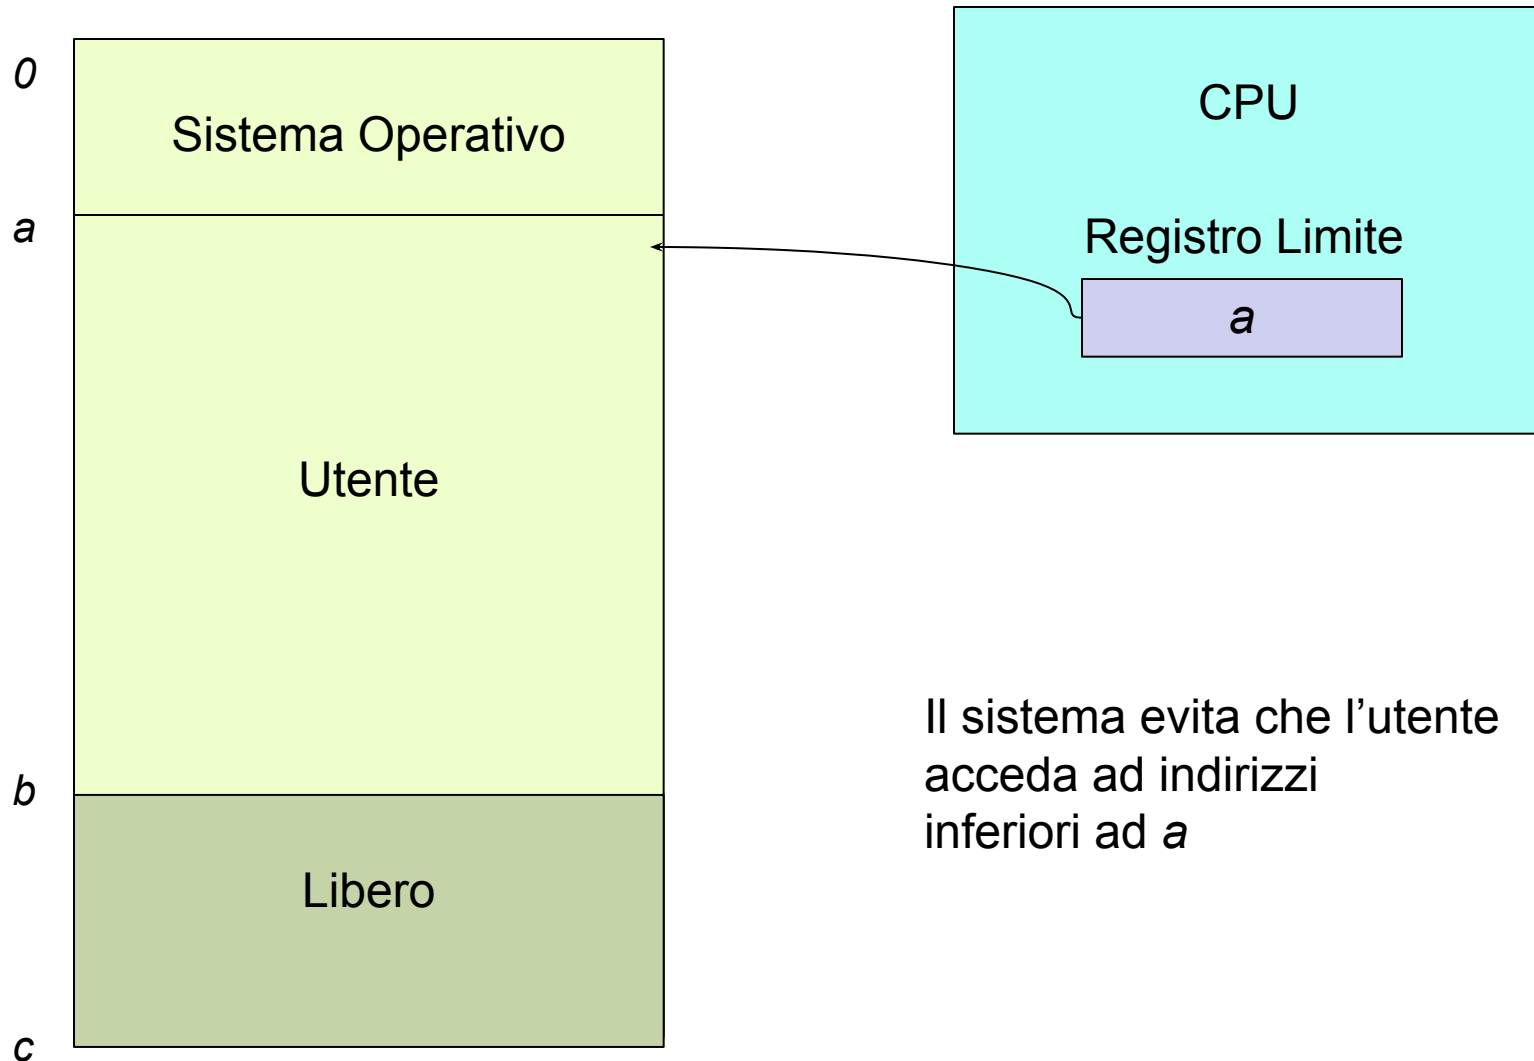 0
Sistema Operativo
a
Utente
b
Libero
c
CPU
Registro Limite
a
Il sistema evita che l’utente
acceda ad indirizzi
inferiori ad a